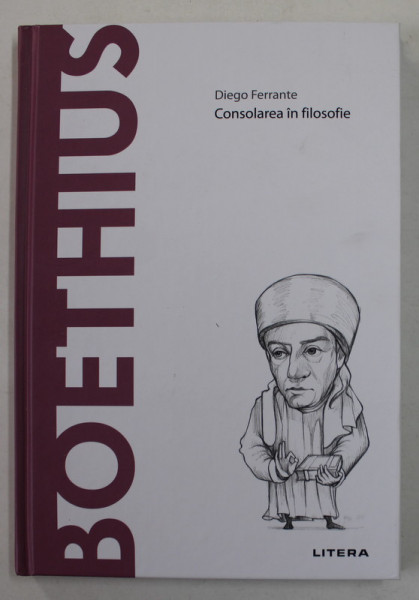 BOETHIUS
Diego Ferrante
Consolarea în filosofie
LITERA